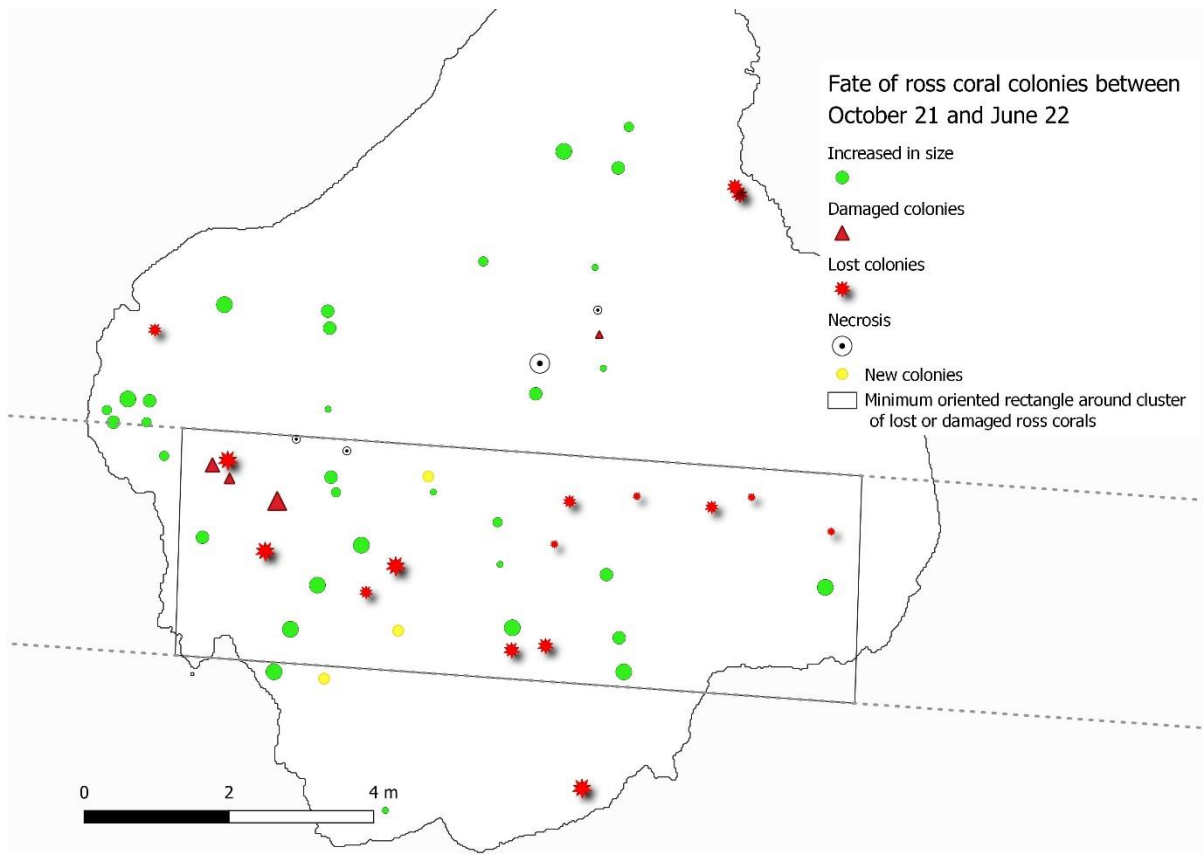 Fate of ross coral colonies between
October 21 and June 22
Increased in size
Damaged colonies
Lost colonies
Necrosis
New colonies
Minimum oriented rectangle around cluster
of lost or damaged ross corals
0 2 4 m